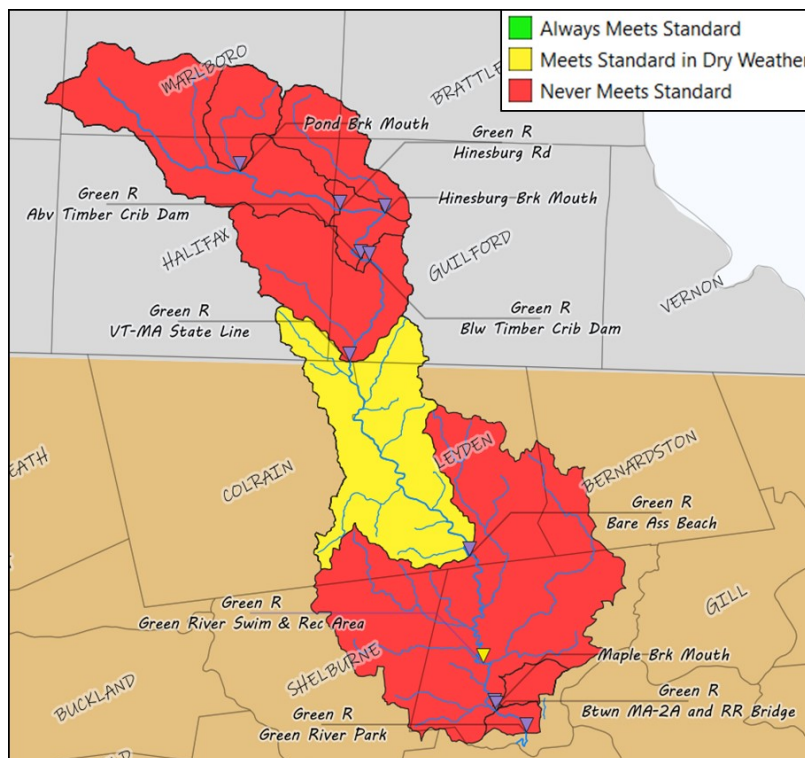 Always Meets Standard
Meets Standard in Dry Weather
Never Meets Standard
MARLBORO
BRATTLE
Pond Brk Mouth
Green R
Hinesburg Rd
Green R
Abv Timber Crib Dam
Hinesburg Brk Mouth
HALIFAX
GUILFORD
VERNON
Green R
VT-MA State Line
Green R
Blw Timber Crib Dam
EATH
COLRAIN
LEYDEN
BERNARDSTON
Green R
Bare Ass Beach
Green R
Green River Swim & Rec Area
GILL
SHELBURNE
Maple Brk Mouth
BUCKLAND
Green R
Btwn MA-2A and RR Bridge
Green R
Green River Park